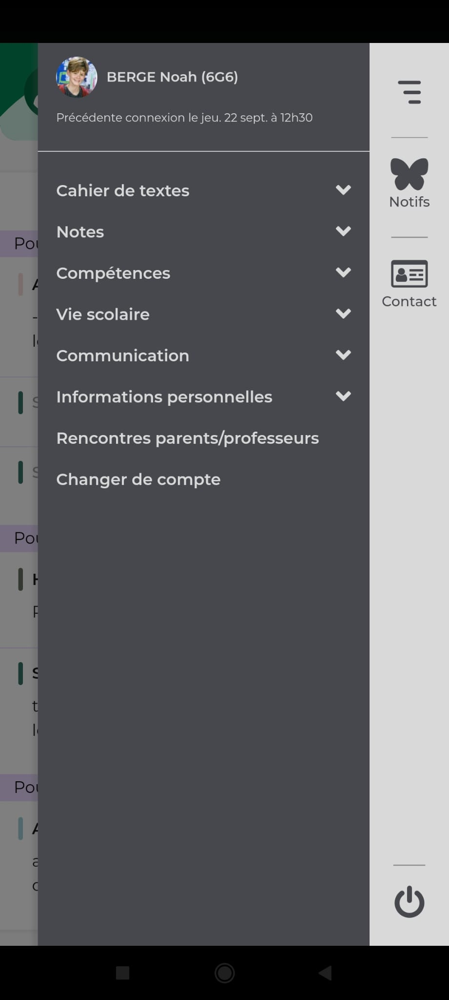 BERGE Noah (6G6)
Précédente connexion le jeu. 22 sept. à 12h30
Cahier de textes
Notes
Compétences
Vie scolaire
Communication
Informations personnelles
Rencontres parents/professeurs
Changer de compte
Notifs
Contact